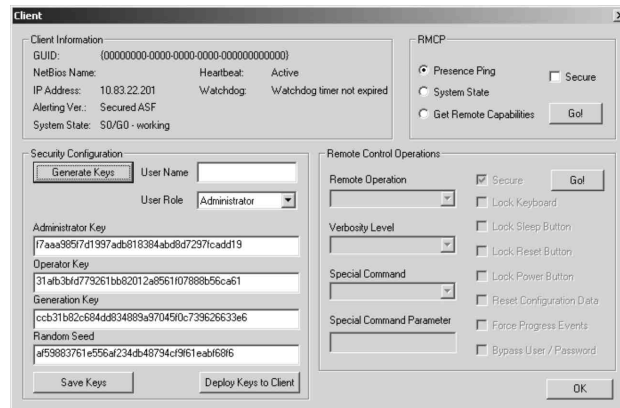 Client
Client Information
GUID: {00000000-0000-0000-0000-000000000000}
NetBios Name: Heartbeat: Active
IP Address: 10.83.22.201 Watchdog: Watchdog timer not expired
Alerting Ver.: Secured ASF
System State: S0/G0 - working
RMCP
Presence Ping
Secure
System State
Get Remote Capabilities Go!
Security Configuration
Generate Keys User Name
User Role Administrator
Administrator Key
f7aaa985f7d1997adb818384abd8d7297fcadd19
Operator Key
31afb3bfd779261bb82012a8561f07888b56ca61
Generation Key
ccb31b82c684dd834889a97045f0c739626633e6
Random Seed
af59883761e556af234db48794cf9f61eabf68f6
Save Keys Deploy Keys to Client
Remote Control Operations
Remote Operation
Secure Go!
Lock Keyboard
Verbosity Level
Lock Sleep Button
Lock Reset Button
Special Command
Lock Power Button
Reset Configuration Data
Special Command Parameter
Force Progress Events
Bypass User / Password
OK